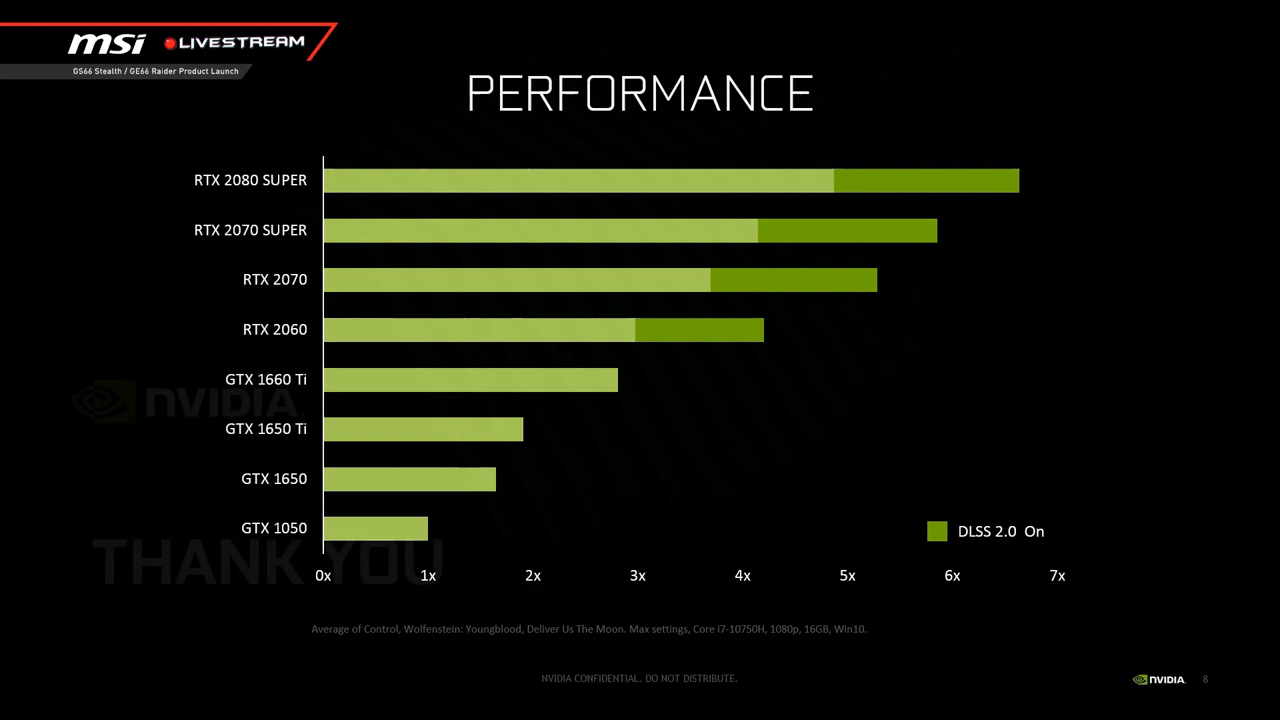 msi LIVESTREAM
GS66 Stealth / GE66 Raider Product Launch
PERFORMANCE
RTX 2080 SUPER
RTX 2070 SUPER
RTX 2070
RTX 2060
GTX 1660 Ti
NVIDIA.
GTX 1650 Ti
GTX 1650
GTX 1050
DLSS 2.0 On
THANK YOU
0x 1x 2x 3x 4x 5x 6x 7x
Average of Control, Wolfenstein: Youngblood, Deliver Us The Moon. Max settings, Core i7-10750H, 1080p, 16GB, Win10.
NVIDIA CONFIDENTIAL. DO NOT DISTRIBUTE.
NVIDIA. 8